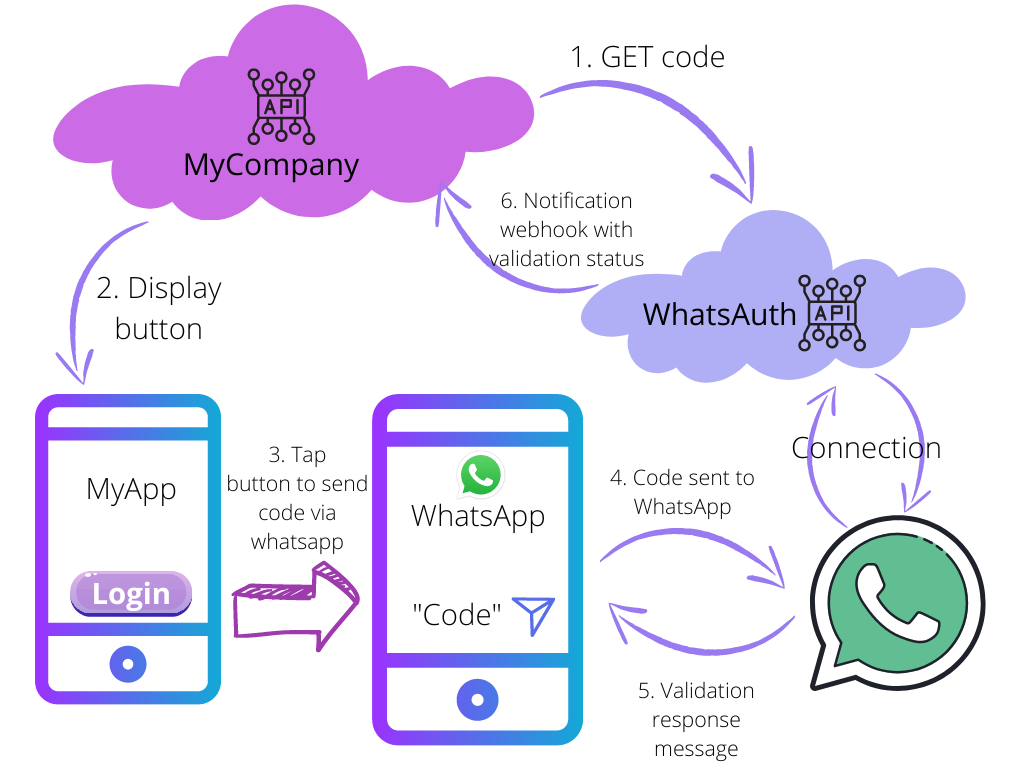 1. GET code
API
MyCompany
6. Notification
webhook with
validation status
2. Display
button
WhatsAuth
API
Connection
3. Tap
button to send
code via
whatsapp
MyApp
Login
WhatsApp
"Code"
4. Code sent to
WhatsApp
5. Validation
response
message